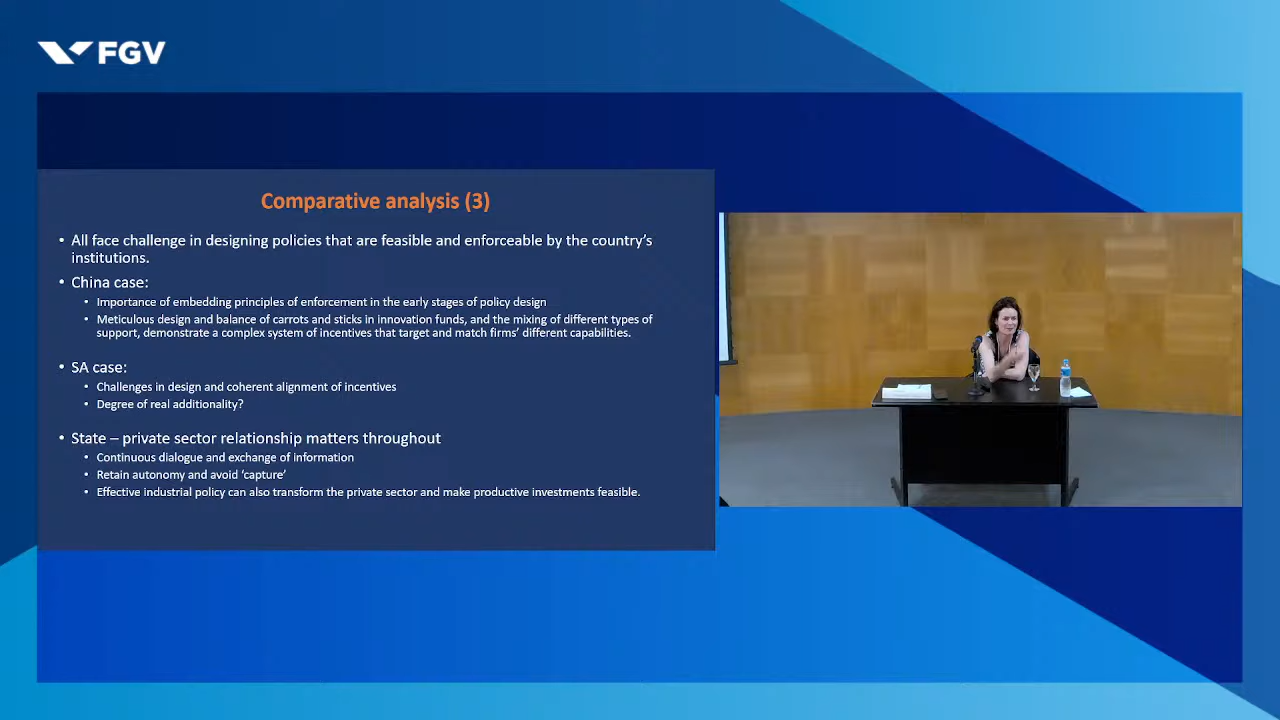 FGV
Comparative analysis (3)
• All face challenge in designing policies that are feasible and enforceable by the country’s
institutions.
• China case:
• Importance of embedding principles of enforcement in the early stages of policy design
• Meticulous design and balance of carrots and sticks in innovation funds, and the mixing of different types of
support, demonstrate a complex system of incentives that target and match firms’ different capabilities.
• SA case:
• Challenges in design and coherent alignment of incentives
• Degree of real additionality?
• State – private sector relationship matters throughout
• Continuous dialogue and exchange of information
• Retain autonomy and avoid ‘capture’
• Effective industrial policy can also transform the private sector and make productive investments feasible.